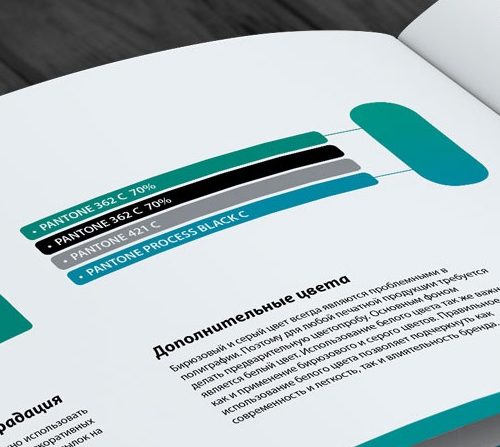 • PANTONE 362 C 70%
• PANTONE 362 C 70%
• PANTONE 421 C
• PANTONE PROCESS BLACK C
Дополнительные цвета
Бирюзовый и серый цвет всегда являются проблемными в
полиграфии. Поэтому для любой печатной продукции требуется
делать предварительную цветопробу. Основным фоном
является белый цвет. Использование белого цвета так же важн
как и применение бирюзового и серого цветов. Правильно
использование белого цвета позволяет подчеркнуть как
современность и легкость, так и влиятельность бренда
радация
но использовать
екоративных
ылок на